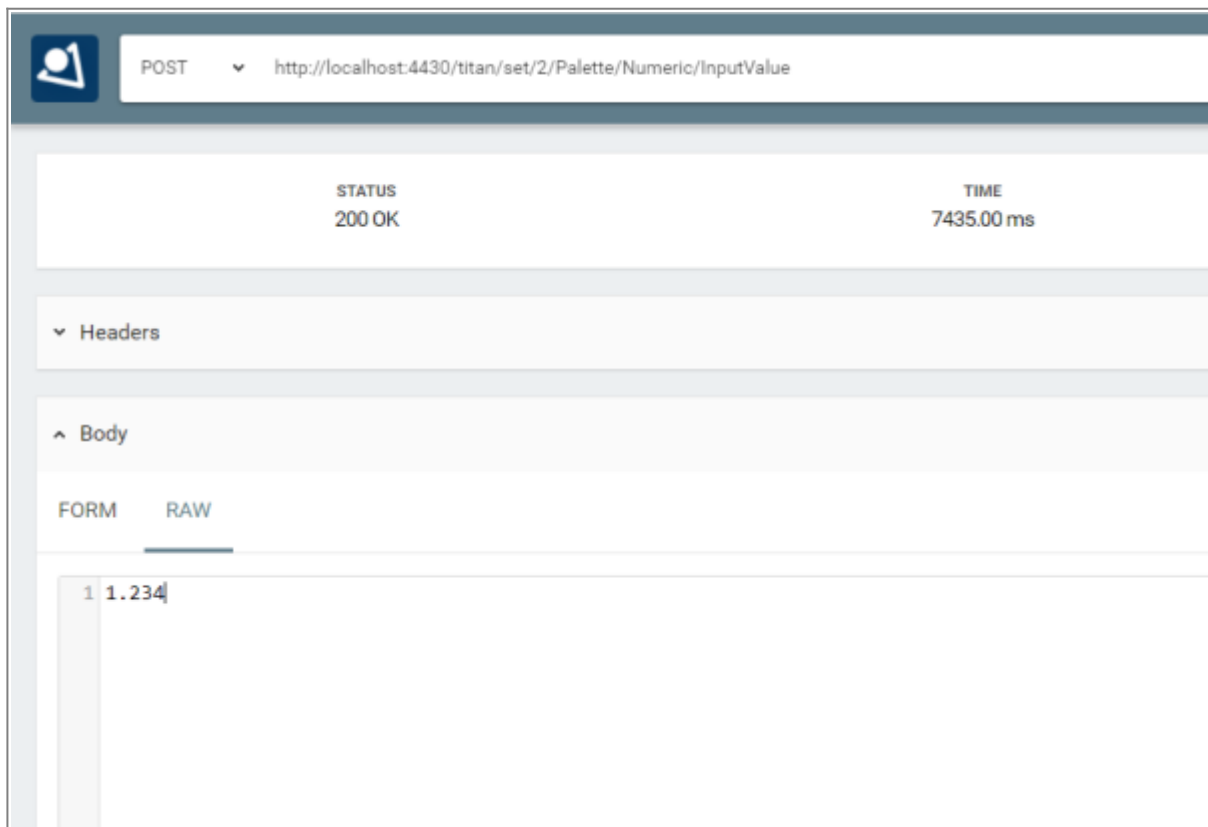 POST http://localhost:4430/titan/set/2/Palette/Numeric/InputValue
STATUS TIME
200 OK 7435.00 ms
Headers
Body
FORM RAW
1 1.234